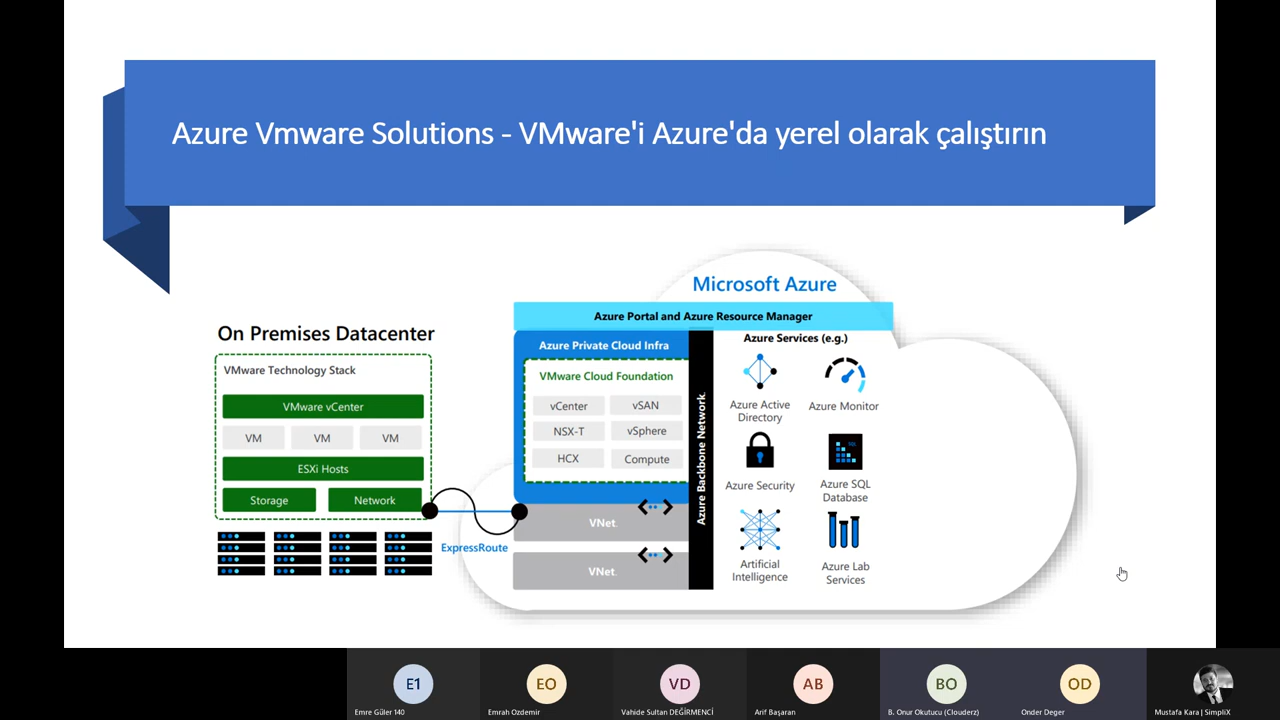 Azure Vmware Solutions - VMware'i Azure'da yerel olarak çalıştırın
Microsoft Azure
Azure Portal and Azure Resource Manager
On Premises Datacenter
VMware Technology Stack
VMware vCenter
VM
VM
VM
ESXi Hosts
Storage
Network
ExpressRoute
Azure Private Cloud Infra
VMware Cloud Foundation
vCenter
vSAN
NSX-T
vSphere
HCX
Compute
VNet.
VNet.
Azure Backbone Network.
Azure Services (e.g.)
Azure Active
Directory
Azure Monitor
Azure Security
Azure SQL
Database
Artificial
Intelligence
Azure Lab
Services
E1
EO
VD
AB
BO
OD
Emre Güler 140
Emrah Ozdemir
Vahide Sultan DEĞİRMENCİ
Arif Başaran
B. Onur Okutucu (Clouderz)
Onder Deger
Mustafa Kara | SimpliX